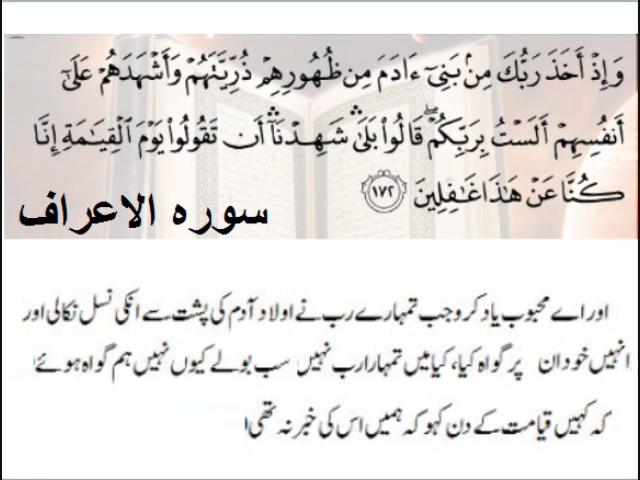 وَإِذْ أَخَذَ رَبُّكَ مِنۢ بَنِىٓ ءَادَمَ مِن ظُهُورِهِمْ ذُرِّيَّتَهُمْ وَأَشْهَدَهُمْ عَلَىٰٓ
أَنفُسِهِمْ أَلَسْتُ بِرَبِّكُمْ ۖ قَالُوا۟ بَلَىٰ ۛ شَهِدْنَآ ۛ أَن تَقُولُوا۟ يَوْمَ ٱلْقِيَٰمَةِ إِنَّا
كُنَّا عَنْ هَٰذَا غَٰفِلِينَ ١٧٢
سوره الاعراف
اور اے محبوب یاد کرو جب تمہارے رب نے اولاد آدم کی پشت سے انکی نسل نکالی اور
انہیں خود ان پر گواہ کیا، کیا میں تمہارا رب نہیں سب بولے کیوں نہیں ہم گواہ ہوئے
کہ کہیں قیامت کے دن کہو کہ ہمیں اس کی خبر نہ تھی